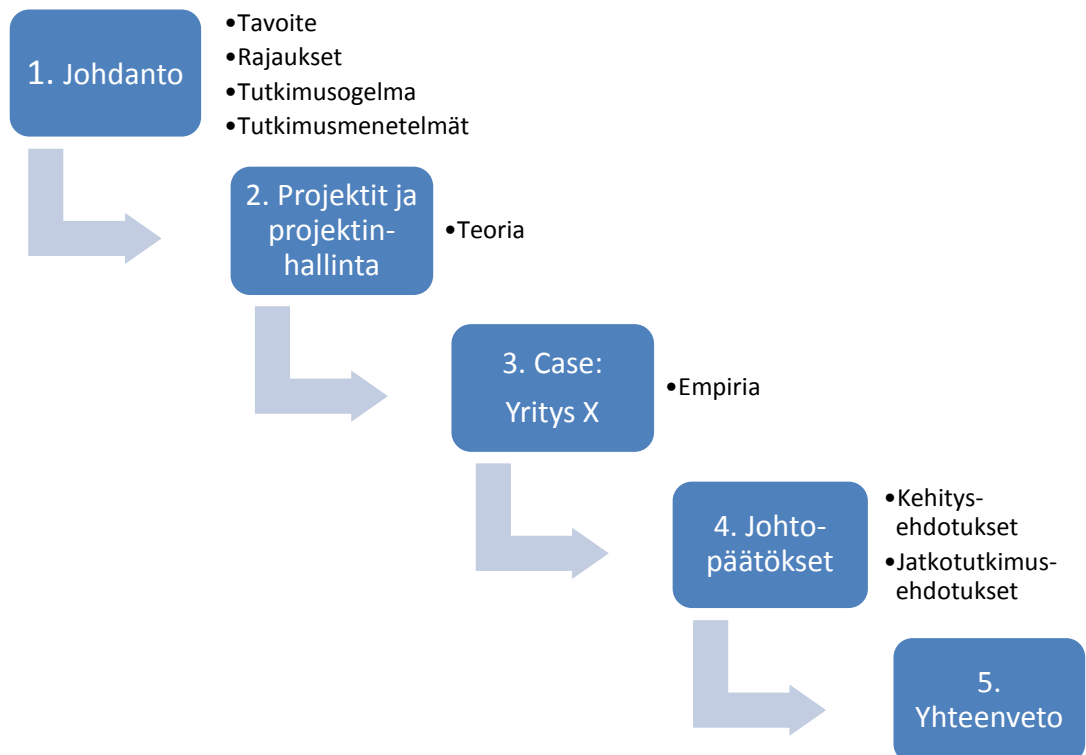 1. Johdanto
•Tavoite
•Rajaukset
•Tutkimusogelma
•Tutkimusmenetelmät
2. Projektit ja
projektin-
hallinta
•Teoria
3. Case:
Yritys X
•Empiria
4. Johto-
päätökset
•Kehitys-
ehdotukset
•Jatkotutkimus-
ehdotukset
5.
Yhteenveto